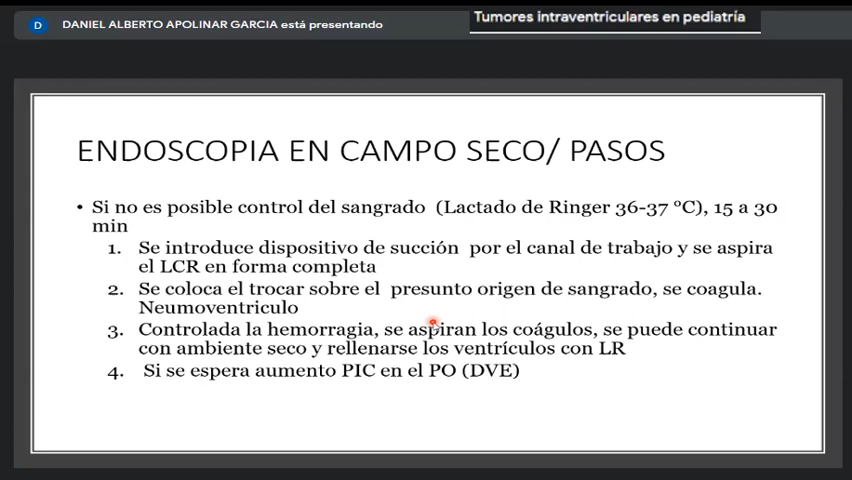 D DANIEL ALBERTO APOLINAR GARCIA está presentando
Tumores intraventriculares en pediatría
ENDOSCOPIA EN CAMPO SECO/ PASOS
• Si no es posible control del sangrado (Lactado de Ringer 36-37 °C), 15 a 30
min
1. Se introduce dispositivo de succión por el canal de trabajo y se aspira
el LCR en forma completa
2. Se coloca el trocar sobre el presunto origen de sangrado, se coagula.
Neumoventriculo
3. Controlada la hemorragia, se aspiran los coágulos, se puede continuar
con ambiente seco y rellenarse los ventrículos con LR
4. Si se espera aumento PIC en el PO (DVE)